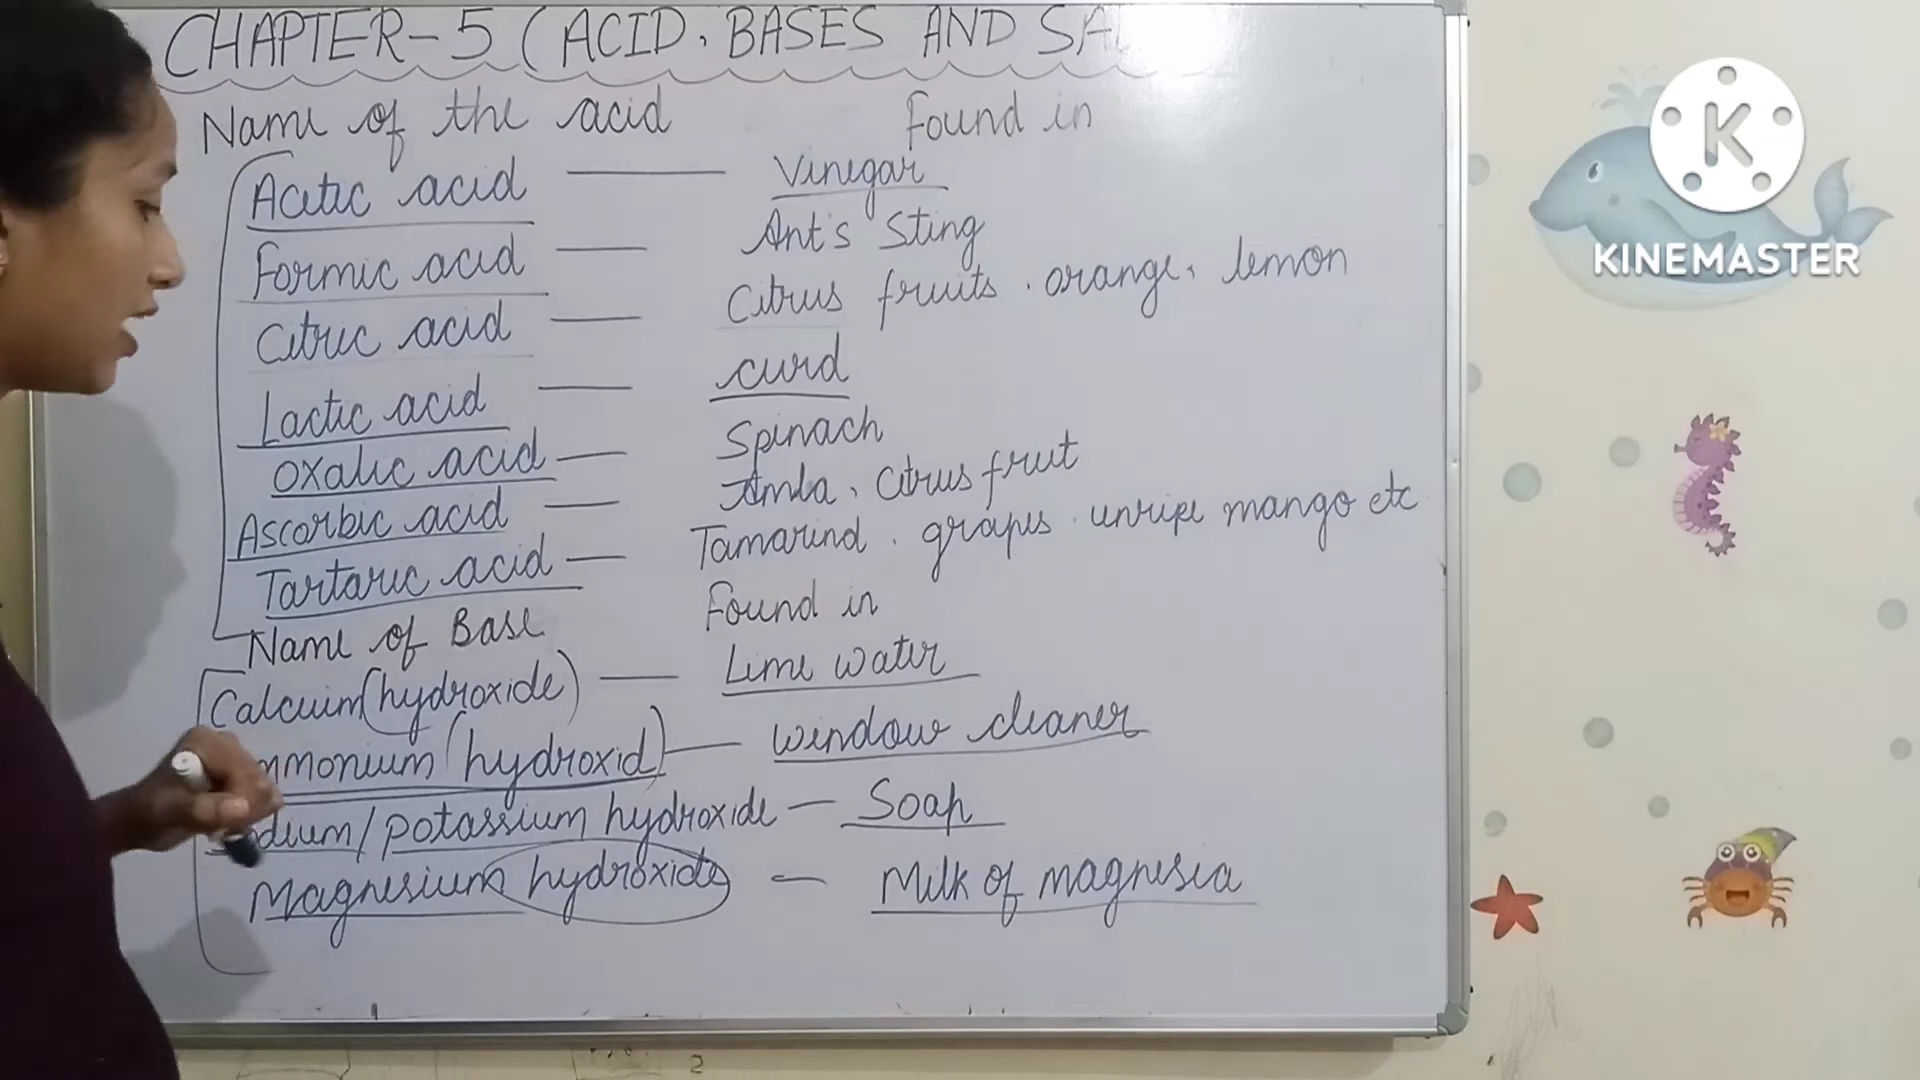 CHAPTER-5 (ACID, BASES AND SA
Name of the acid Found in
Acetic acid — Vinegar
Formic acid — Ant's Sting
Citric acid — Citrus fruits, orange, lemon
Lactic acid — curd
Oxalic acid — Spinach
Ascorbic acid — Amla, Citrus fruit
Tartaric acid — Tamarind, grapes, unripe mango etc
Name of Base Found in
Calcuim (hydroxide) — Lime water
mmonium (hydroxid) — window cleaner
odium/potassium hydroxide — Soap
Magnesium hydroxide — Milk of magnesia
K
KINEMASTER
2